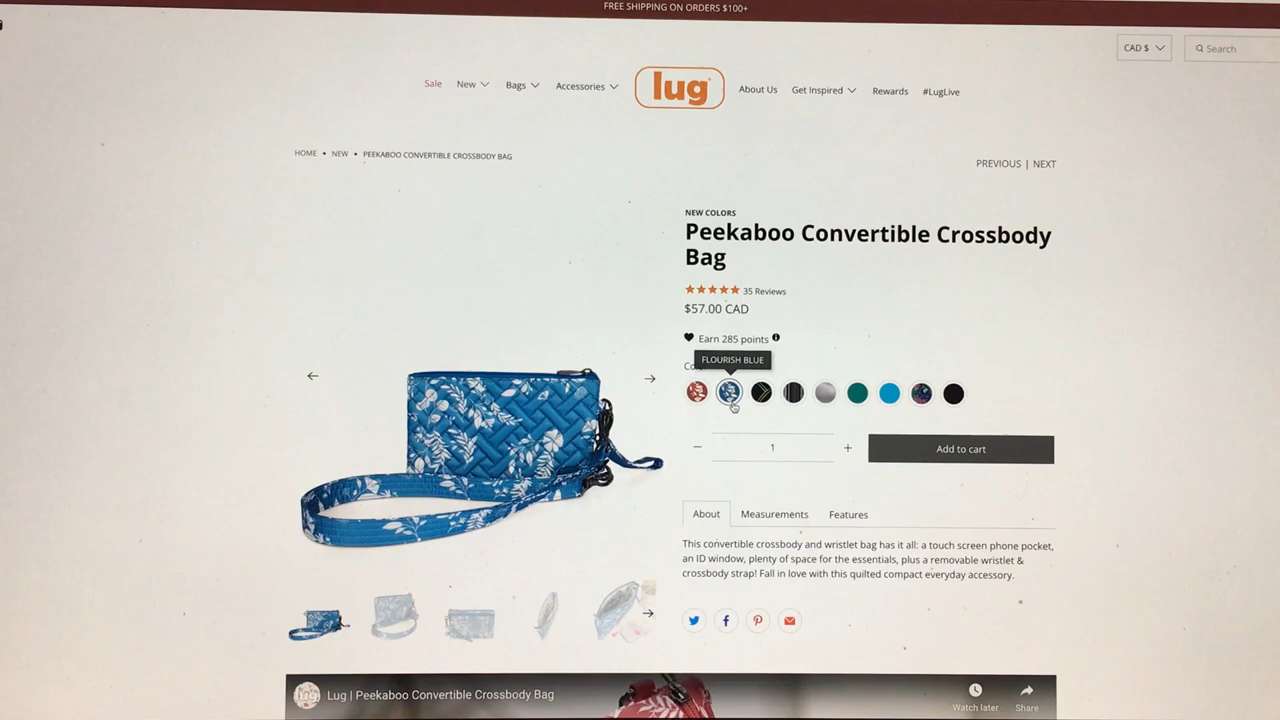 FREE SHIPPING ON ORDERS $100+
CAD $
Search
Sale
New
Bags
Accessories
lug
About Us
Get Inspired
Rewards
#LugLive
HOME • NEW • PEEKABOO CONVERTIBLE CROSSBODY BAG
PREVIOUS | NEXT
NEW COLORS
Peekaboo Convertible Crossbody
Bag
35 Reviews
$57.00 CAD
Earn 285 points
FLOURISH BLUE
1
Add to cart
About
Measurements
Features
This convertible crossbody and wristlet bag has it all: a touch screen phone pocket,
an ID window, plenty of space for the essentials, plus a removable wristlet &
crossbody strap! Fall in love with this quilted compact everyday accessory.
lug
Lug | Peekaboo Convertible Crossbody Bag
Watch later
Share